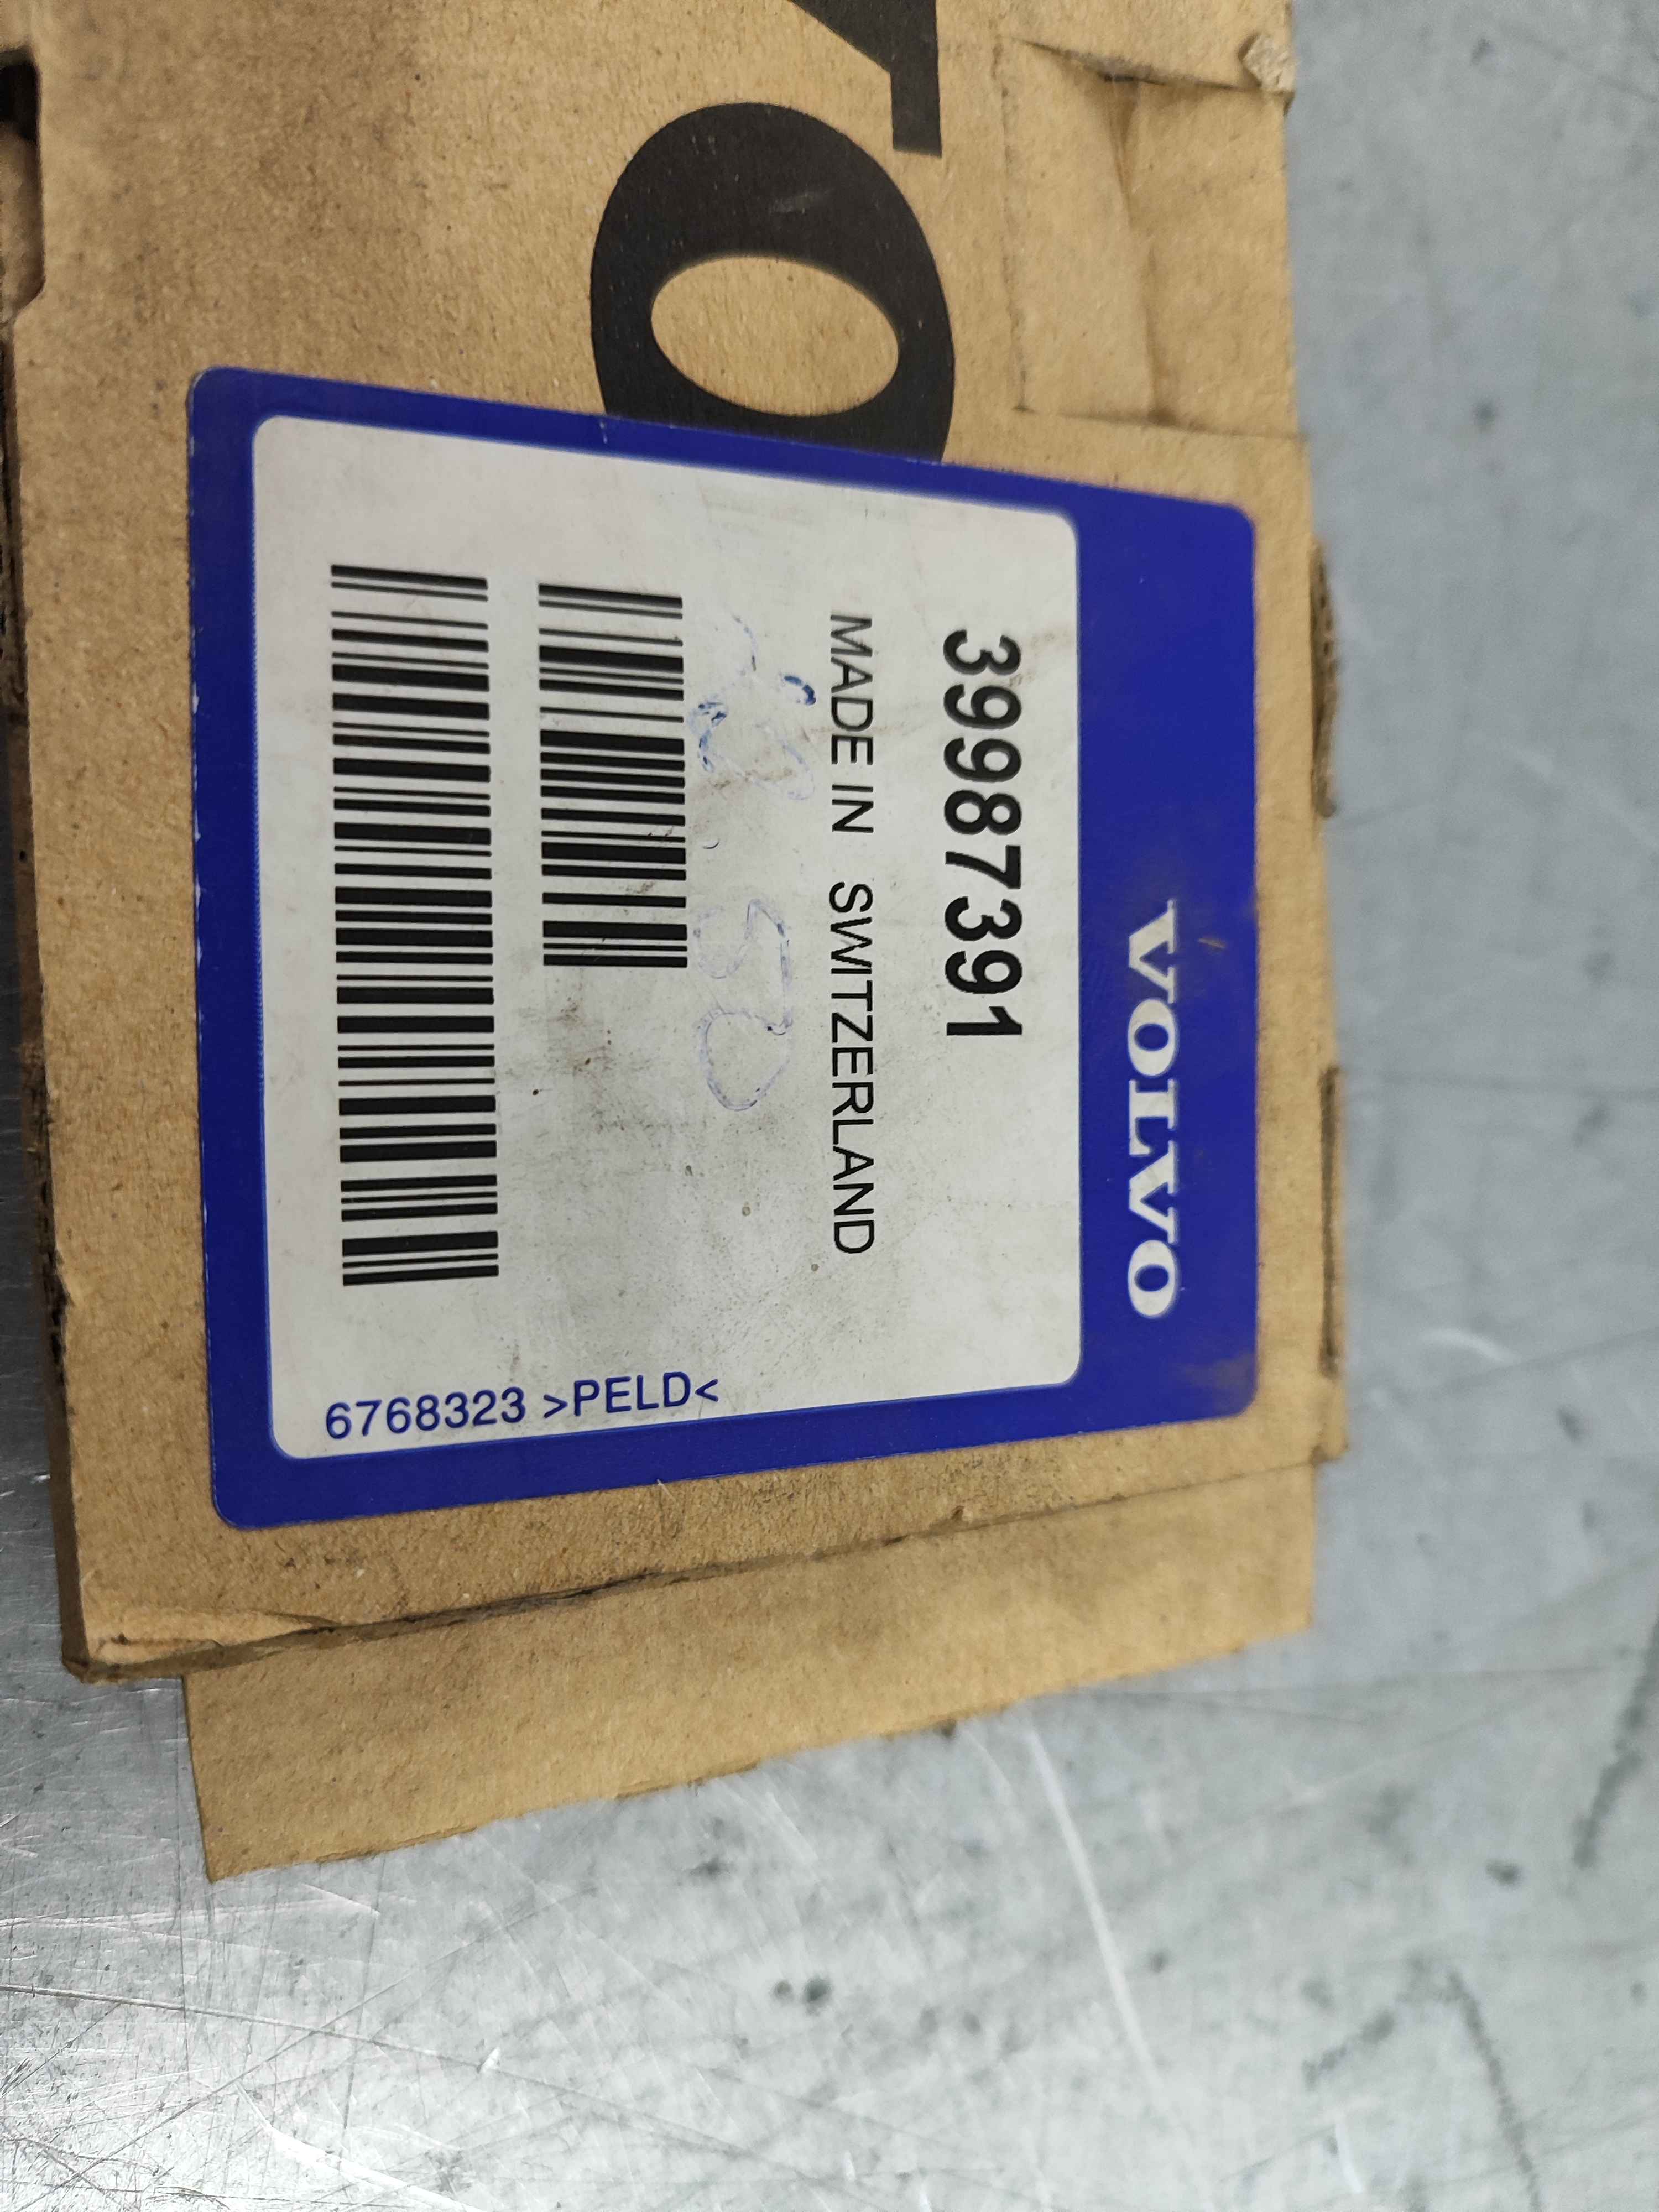 VOLVO
39987391
MADE IN SWITZERLAND
6768323 >PELD<